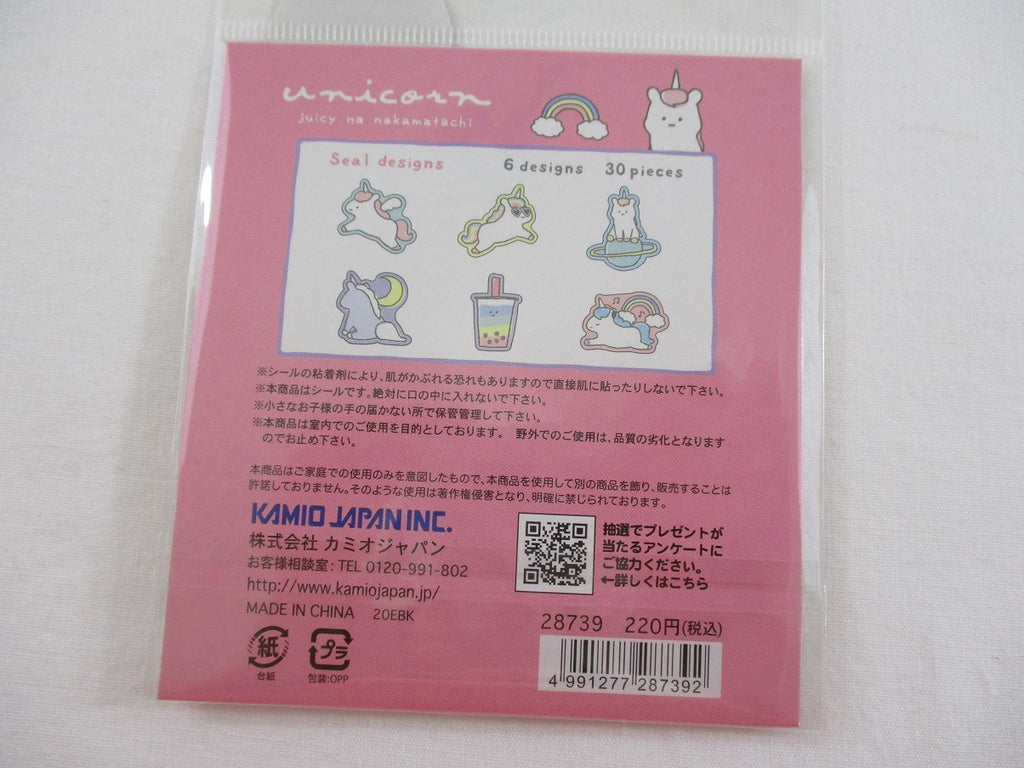 unicorn
juicy na nakamatachi
Seal designs 6 designs 30 pieces
※シールの粘着剤により、肌がかぶれる恐れもありますので直接肌に貼ったりしないで下さい。
※本商品はシールです。絶対に口の中に入れないで下さい。
※小さなお子様の手の届かない所で保管管理して下さい。
※本商品は室内でのご使用を目的としております。 野外でのご使用は、品質の劣化となります
のでお止め下さい。
本商品はご家庭での使用のみを意図したもので、本商品を使用して別の商品を飾り、販売することは
許諾しておりません。そのような使用は著作権侵害となり、明確に禁じられております。
KAMIO JAPAN INC.
株式会社 カミオジャパン
お客様相談室:TEL 0120-991-802
http://www.kamiojapan.jp/
MADE IN CHINA 20EBK
紙
台紙
プラ
包装:OPP
抽選でプレゼントが
当たるアンケートに
ご協力ください。
←詳しくはこちら
28739 220円(税込)
4 991277 287392